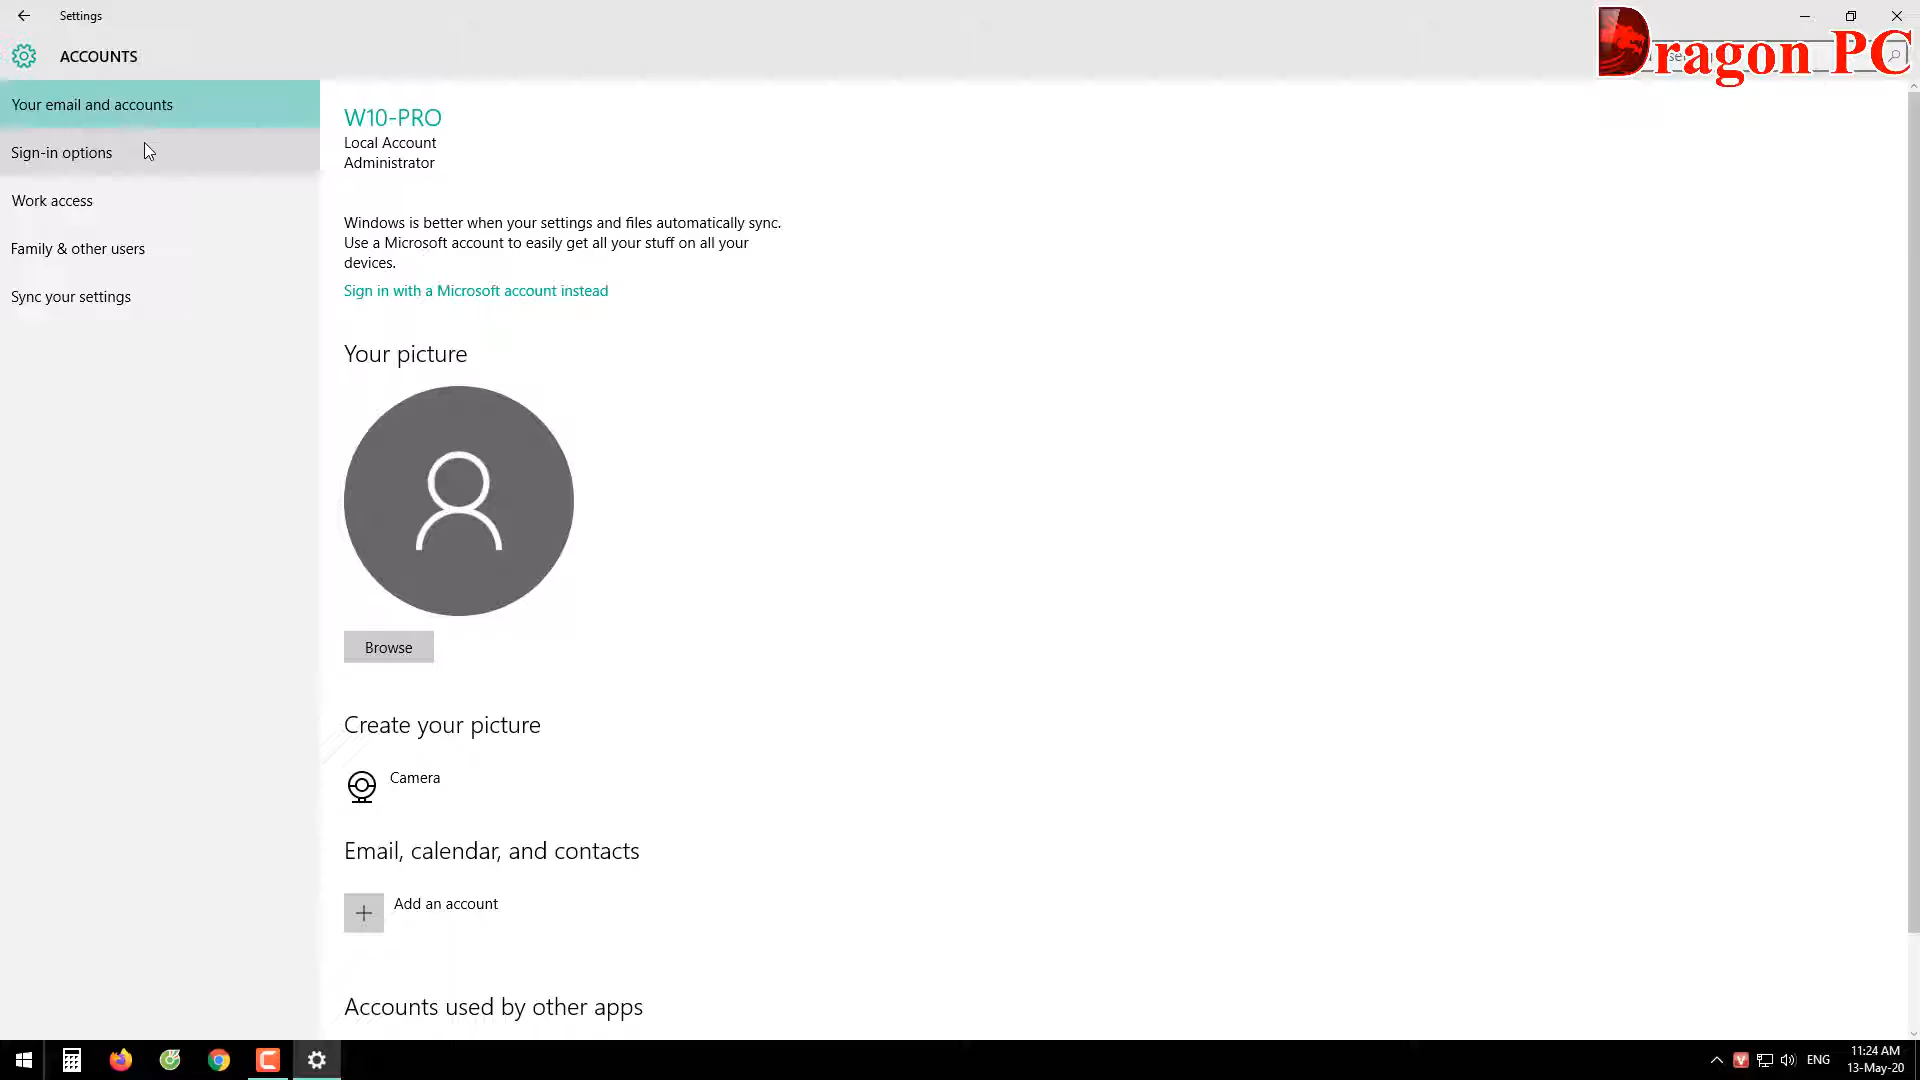 Settings
ACCOUNTS
Dragon PC
Your email and accounts
Sign-in options
Work access
Family & other users
Sync your settings
W10-PRO
Local Account
Administrator
Windows is better when your settings and files automatically sync.
Use a Microsoft account to easily get all your stuff on all your
devices.
Sign in with a Microsoft account instead
Your picture
Browse
Create your picture
Camera
Email, calendar, and contacts
Add an account
Accounts used by other apps
ENG
11:24 AM
13-May-20